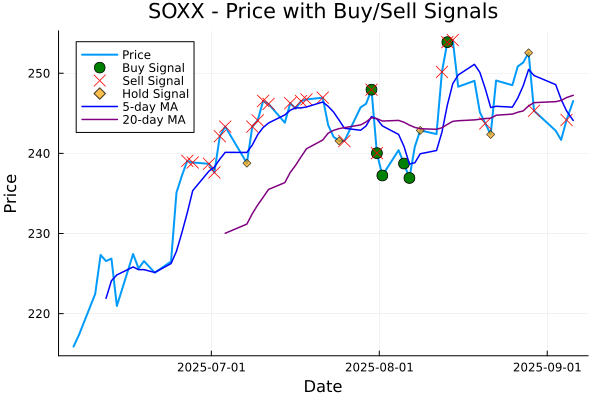 SOXX - Price with Buy/Sell Signals
Price
Buy Signal
Sell Signal
Hold Signal
5-day MA
20-day MA
250
240
230
220
Price
2025-07-01
2025-08-01
2025-09-01
Date